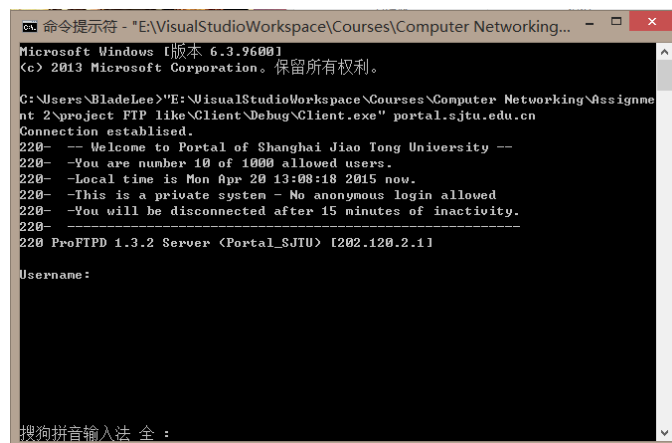 命令提示符 - "E:\VisualStudioWorkspace\Courses\Computer Networking...
Microsoft Windows [版本 6.3.9600]
(c) 2013 Microsoft Corporation。保留所有权利。
C:\Users\BladeLee>"E:\VisualStudioWorkspace\Courses\Computer Networking\Assignme
nt 2\project FTP like\Client\Debug\Client.exe" portal.sjtu.edu.cn
Connection establised.
220-  -- Welcome to Portal of Shanghai Jiao Tong University --
220-  -You are number 10 of 1000 allowed users.
220-  -Local time is Mon Apr 20 13:08:18 2015 now.
220-  -This is a private system - No anonymous login allowed
220-  -You will be disconnected after 15 minutes of inactivity.
220-  --------------------------------------------------------
220 ProFTPD 1.3.2 Server (Portal_SJTU) [202.120.2.1]
Username:
搜狗拼音输入法 全 :